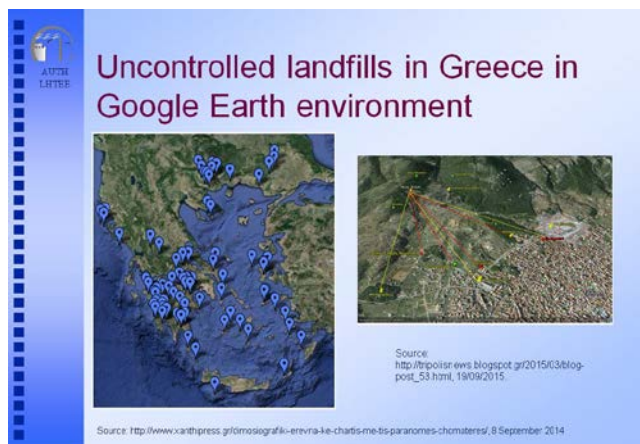 AUTH
LHTEE
Uncontrolled landfills in Greece in
Google Earth environment
Source:
http://tripolisnews.blogspot.gr/2015/03/blog-
post_53.html, 19/09/2015.
Source: http://www.xanthipress.gr/dimosiografiki-erevna-ke-chartis-me-tis-paranomes-chomateres/, 8 September 2014